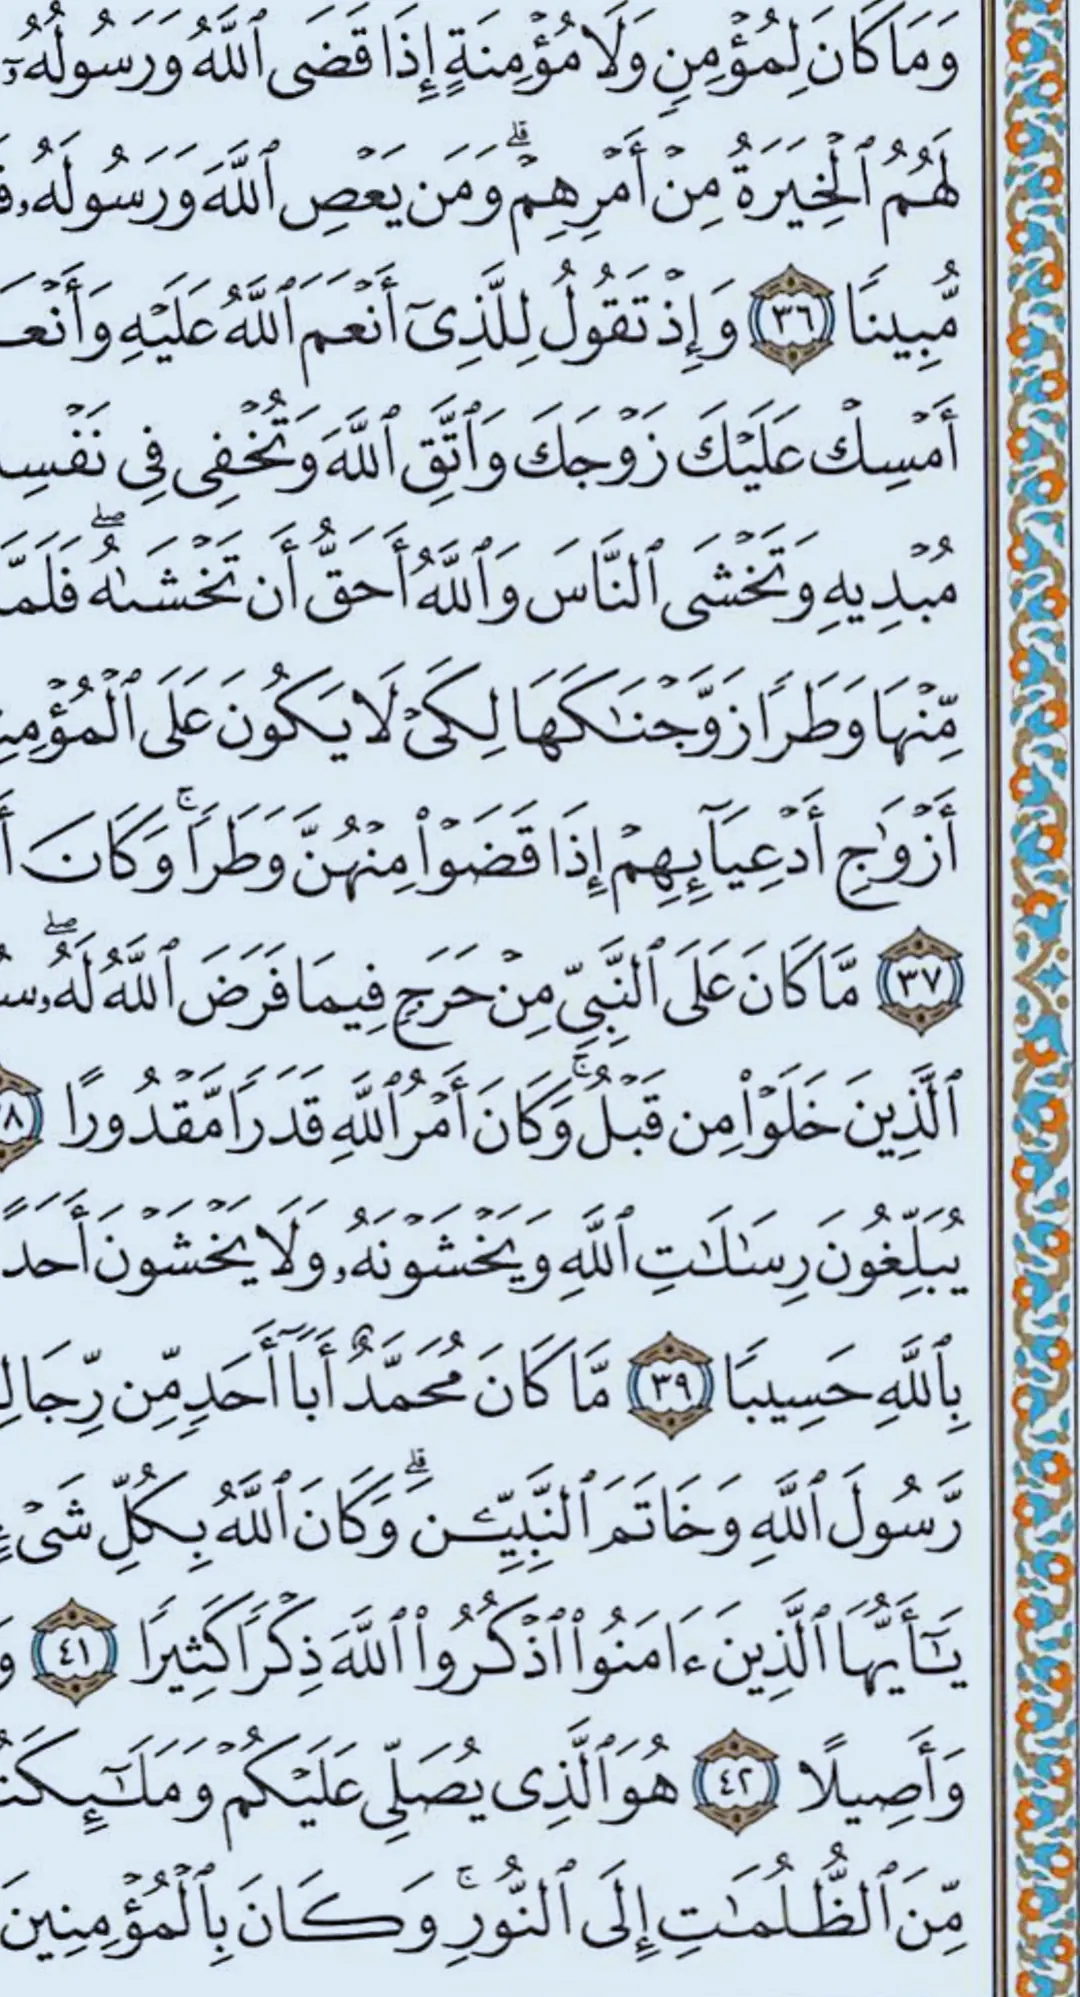 وَمَا كَانَ لِمُؤْمِنٍ وَلَا مُؤْمِنَةٍ إِذَا قَضَى ٱللَّهُ وَرَسُولُهُۥٓ
لَهُمُ ٱلْخِيَرَةُ مِنْ أَمْرِهِمْ ۗ وَمَن يَعْصِ ٱللَّهَ وَرَسُولَهُۥ
مُّبِينًا ٣٦ وَإِذْ تَقُولُ لِلَّذِىٓ أَنْعَمَ ٱللَّهُ عَلَيْهِ وَأَنْعَـ
أَمْسِكْ عَلَيْكَ زَوْجَكَ وَٱتَّقِ ٱللَّهَ وَتُخْفِى فِى نَفْسِـ
مُبْدِيهِ وَتَخْشَى ٱلنَّاسَ وَٱللَّهُ أَحَقُّ أَن تَخْشَىٰهُ ۖ فَلَمَّـ
مِّنْهَا وَطَرًا زَوَّجْنَٰكَهَا لِكَىْ لَا يَكُونَ عَلَى ٱلْمُؤْمِنِـ
أَزْوَٰجِ أَدْعِيَآئِهِمْ إِذَا قَضَوْا۟ مِنْهُنَّ وَطَرًا ۚ وَكَانَ أَ
٣٧ مَّا كَانَ عَلَى ٱلنَّبِىِّ مِنْ حَرَجٍ فِيمَا فَرَضَ ٱللَّهُ لَهُۥ ۖ سُـ
ٱلَّذِينَ خَلَوْا۟ مِن قَبْلُ ۚ وَكَانَ أَمْرُ ٱللَّهِ قَدَرًا مَّقْدُورًا ٣٨
يُبَلِّغُونَ رِسَٰلَٰتِ ٱللَّهِ وَيَخْشَوْنَهُۥ وَلَا يَخْشَوْنَ أَحَدًا
بِٱللَّهِ حَسِيبًا ٣٩ مَّا كَانَ مُحَمَّدٌ أَبَآ أَحَدٍ مِّن رِّجَالِـ
رَّسُولَ ٱللَّهِ وَخَاتَمَ ٱلنَّبِيِّـۧنَ ۗ وَكَانَ ٱللَّهُ بِكُلِّ شَىْءٍ
يَٰٓأَيُّهَا ٱلَّذِينَ ءَامَنُوا۟ ٱذْكُرُوا۟ ٱللَّهَ ذِكْرًا كَثِيرًا ٤١ وَ
وَأَصِيلًا ٤٢ هُوَ ٱلَّذِى يُصَلِّى عَلَيْكُمْ وَمَلَٰٓئِكَتُـ
مِّنَ ٱلظُّلُمَٰتِ إِلَى ٱلنُّورِ ۚ وَكَانَ بِٱلْمُؤْمِنِينَ